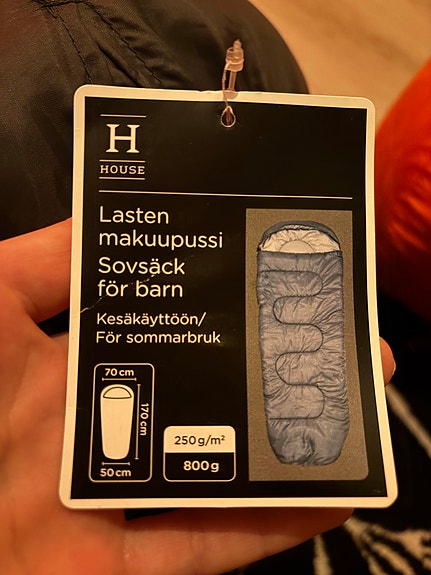 H
HOUSE
Lasten
makuupussi
Sovsäck
för barn
Kesäkäyttöön/
För sommarbruk
70 cm
170 cm
50 cm
250 g/m²
800 g